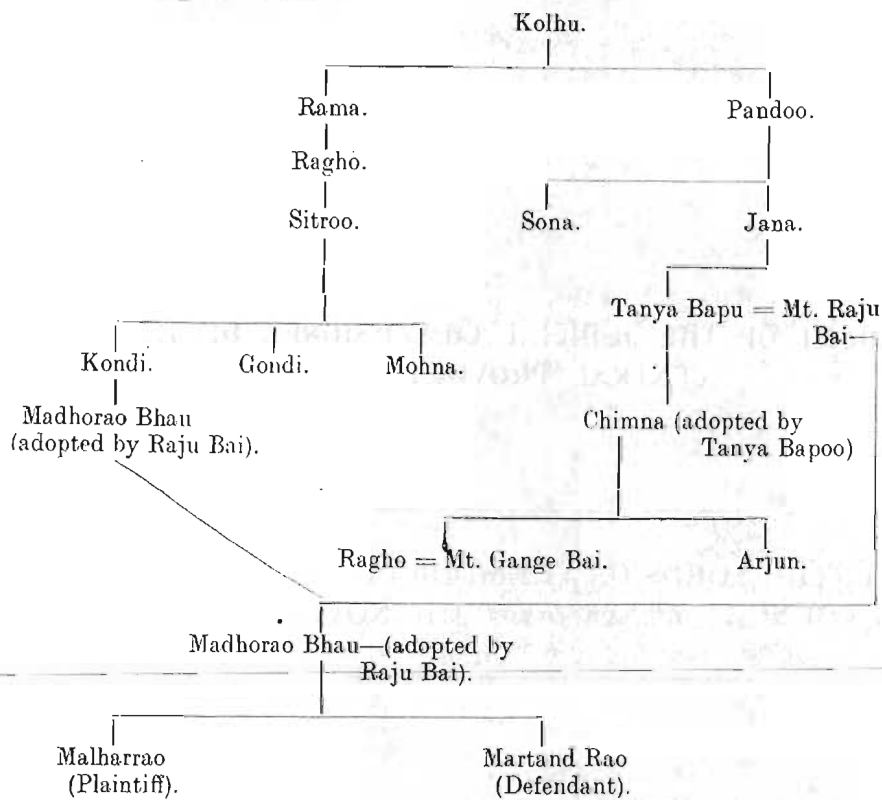 Kolhu.
Rama. Pandoo.
Ragho.
Sitroo. Sona. Jana.
Tanya Bapu = Mt. Raju
Bai—
Kondi. Gondi. Mohna.
Madhorao Bhau
(adopted by Raju Bai).
Chimna (adopted by
Tanya Bapoo)
Ragho = Mt. Gange Bai. Arjun.
Madhorao Bhau—(adopted by
Raju Bai).
Malharrao
(Plaintiff).
Martand Rao
(Defendant).